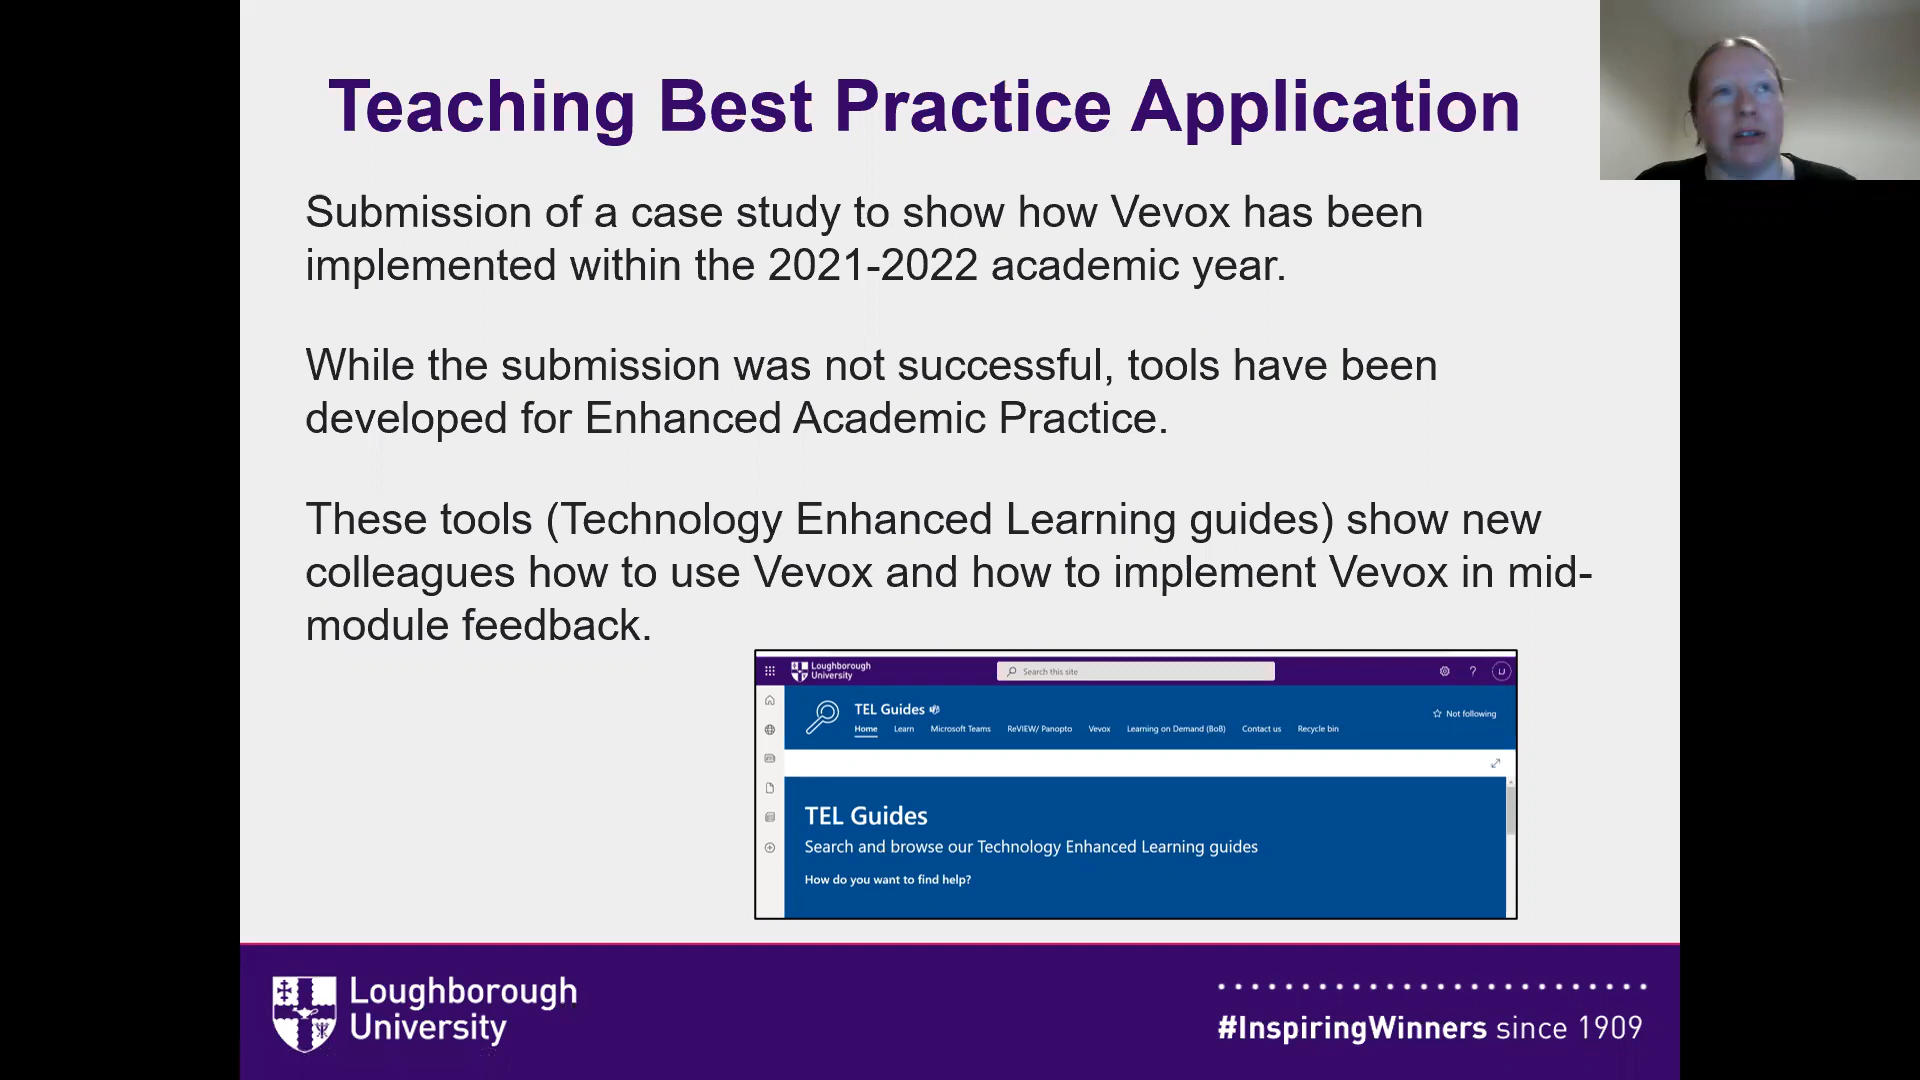 Teaching Best Practice Application
Submission of a case study to show how Vevox has been
implemented within the 2021-2022 academic year.
While the submission was not successful, tools have been
developed for Enhanced Academic Practice.
These tools (Technology Enhanced Learning guides) show new
colleagues how to use Vevox and how to implement Vevox in mid-
module feedback.
Loughborough
University
Search this site
?
LJ
TEL Guides
Not following
Home Learn Microsoft Teams ReVIEW/ Panopto Vevox Learning on Demand (BoB) Contact us Recycle bin
TEL Guides
Search and browse our Technology Enhanced Learning guides
How do you want to find help?
Loughborough
University
#InspiringWinners since 1909